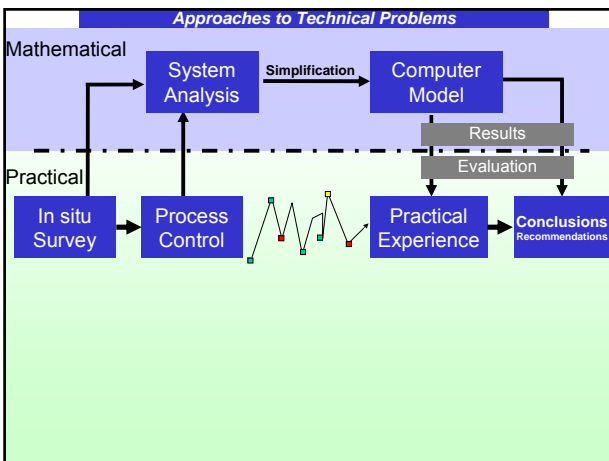 Approaches to Technical Problems
Mathematical
System
Analysis
Simplification
Computer
Model
Results
Evaluation
Practical
In situ
Survey
Process
Control
Practical
Experience
Conclusions
Recommendations